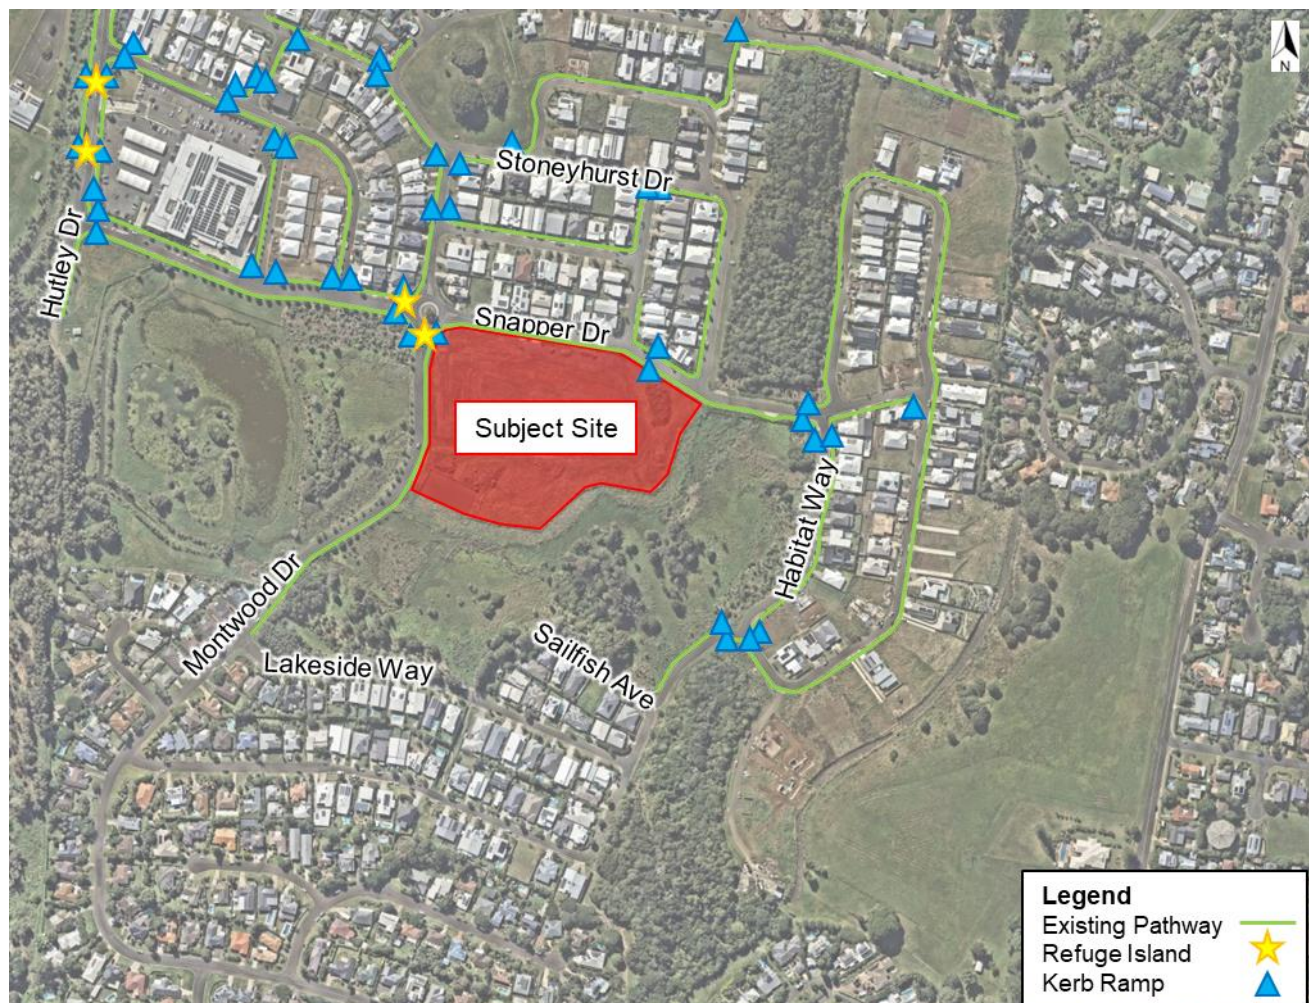 N
Stoneyhurst Dr
Hutley Dr
Snapper Dr
Subject Site
Habitat Way
Montwood Dr
Sailfish Ave
Lakeside Way
Legend
Existing Pathway
Refuge Island
Kerb Ramp